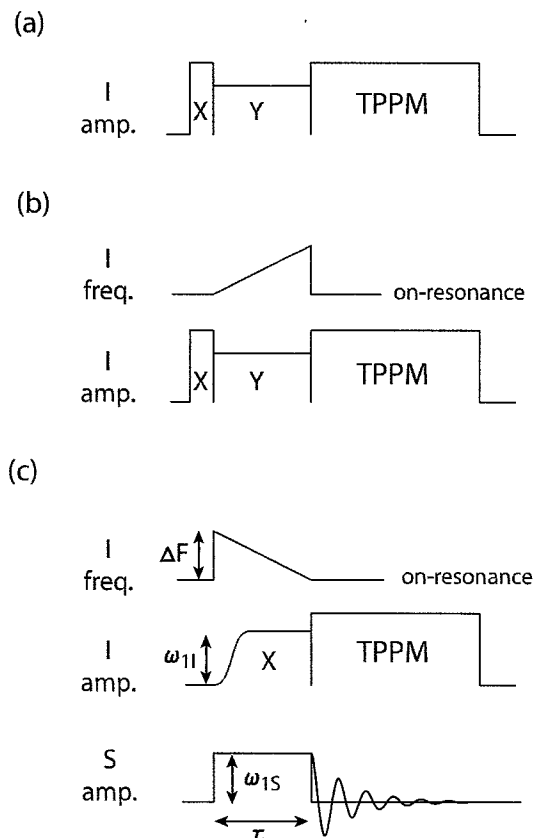 (a)
I
amp.
X
Y
TPPM
(b)
I
freq.
on-resonance
I
amp.
X
Y
TPPM
(c)
I
freq.
ΔF
on-resonance
I
amp.
ω1I
X
TPPM
S
amp.
ω1S
τ